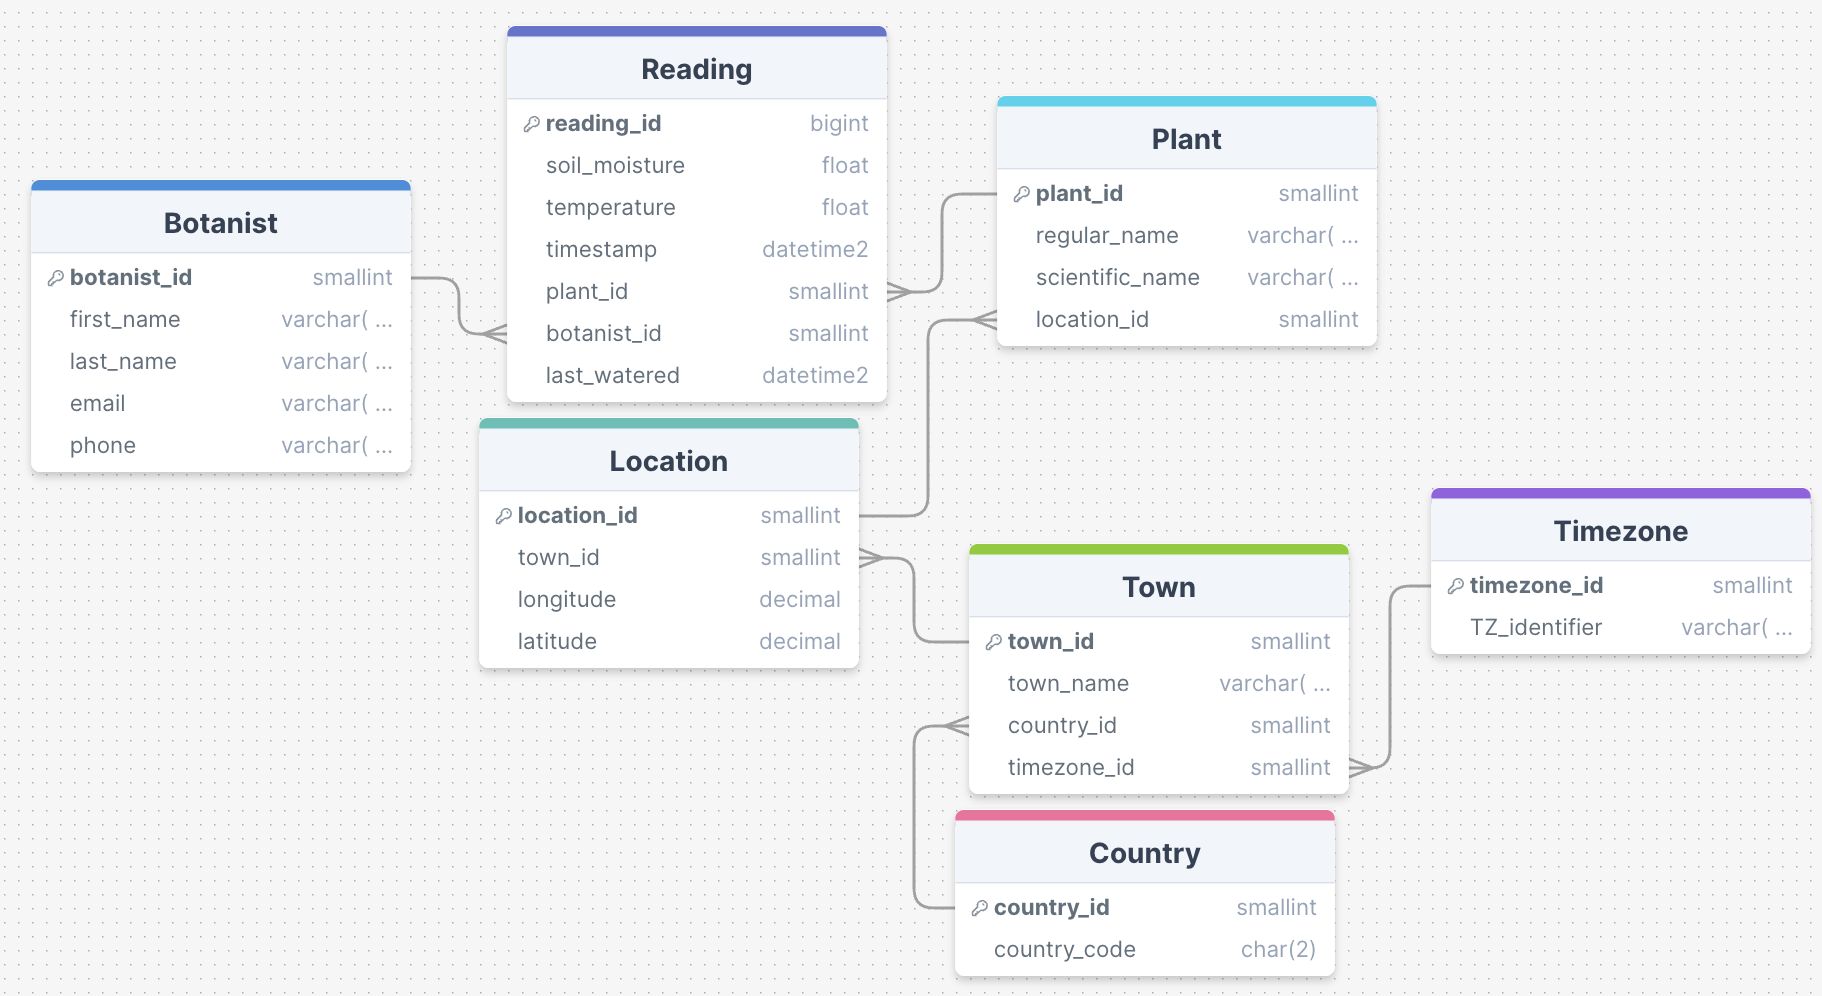 Reading
reading_id bigint
soil_moisture float
temperature float
timestamp datetime2
plant_id smallint
botanist_id smallint
last_watered datetime2
Plant
plant_id smallint
regular_name varchar( ...
scientific_name varchar( ...
location_id smallint
Botanist
botanist_id smallint
first_name varchar( ...
last_name varchar( ...
email varchar( ...
phone varchar( ...
Location
location_id smallint
town_id smallint
longitude decimal
latitude decimal
Timezone
timezone_id smallint
TZ_identifier varchar( ...
Town
town_id smallint
town_name varchar( ...
country_id smallint
timezone_id smallint
Country
country_id smallint
country_code char(2)